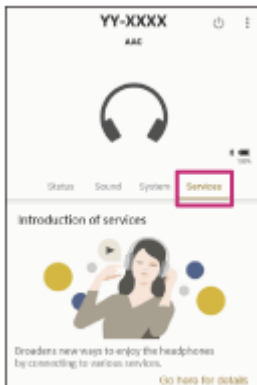 YY-XXXX
AAC
100%
Status Sound System Services
Introduction of services
Broadens new ways to enjoy the headphones
by connecting to various services.
Go here for details